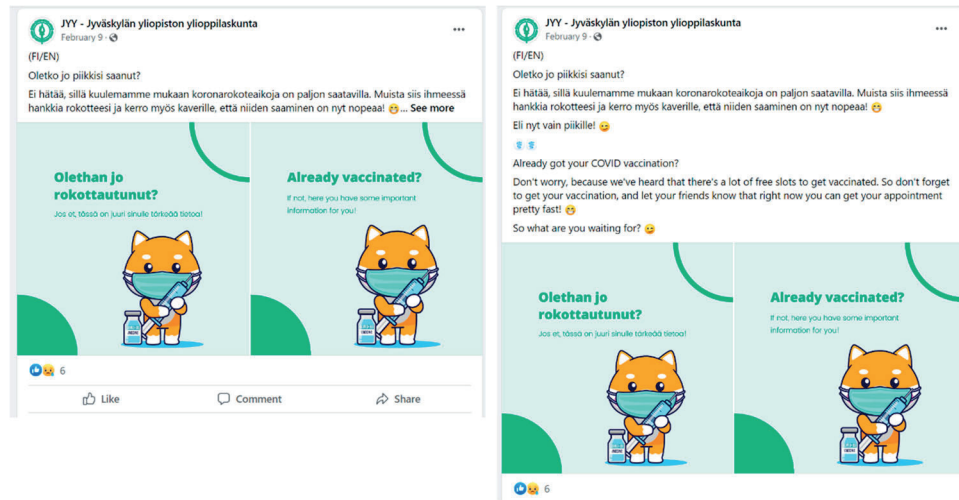 JYY - Jyväskylän yliopiston ylioppilaskunta
February 9 ·
(FI/EN)
Oletko jo piikkisi saanut?
Ei hätää, sillä kuulemamme mukaan koronarokoteaikoja on paljon saatavilla. Muista siis ihmeessä
hankkia rokotteesi ja kerro myös kaverille, että niiden saaminen on nyt nopeaa! 😁... See more
Olethan jo
rokottautunut?
Jos et, tässä on juuri sinulle tärkeää tietoa!
Already vaccinated?
If not, here you have some important
information for you!
6
Like
Comment
Share
JYY - Jyväskylän yliopiston ylioppilaskunta
February 9 ·
(FI/EN)
Oletko jo piikkisi saanut?
Ei hätää, sillä kuulemamme mukaan koronarokoteaikoja on paljon saatavilla. Muista siis ihmeessä
hankkia rokotteesi ja kerro myös kaverille, että niiden saaminen on nyt nopeaa! 😁
Eli nyt vain piikille! 😉
Already got your COVID vaccination?
Don't worry, because we've heard that there's a lot of free slots to get vaccinated. So don't forget
to get your vaccination, and let your friends know that right now you can get your appointment
pretty fast! 😁
So what are you waiting for? 😉
Olethan jo
rokottautunut?
Jos et, tässä on juuri sinulle tärkeää tietoa!
Already vaccinated?
If not, here you have some important
information for you!
6